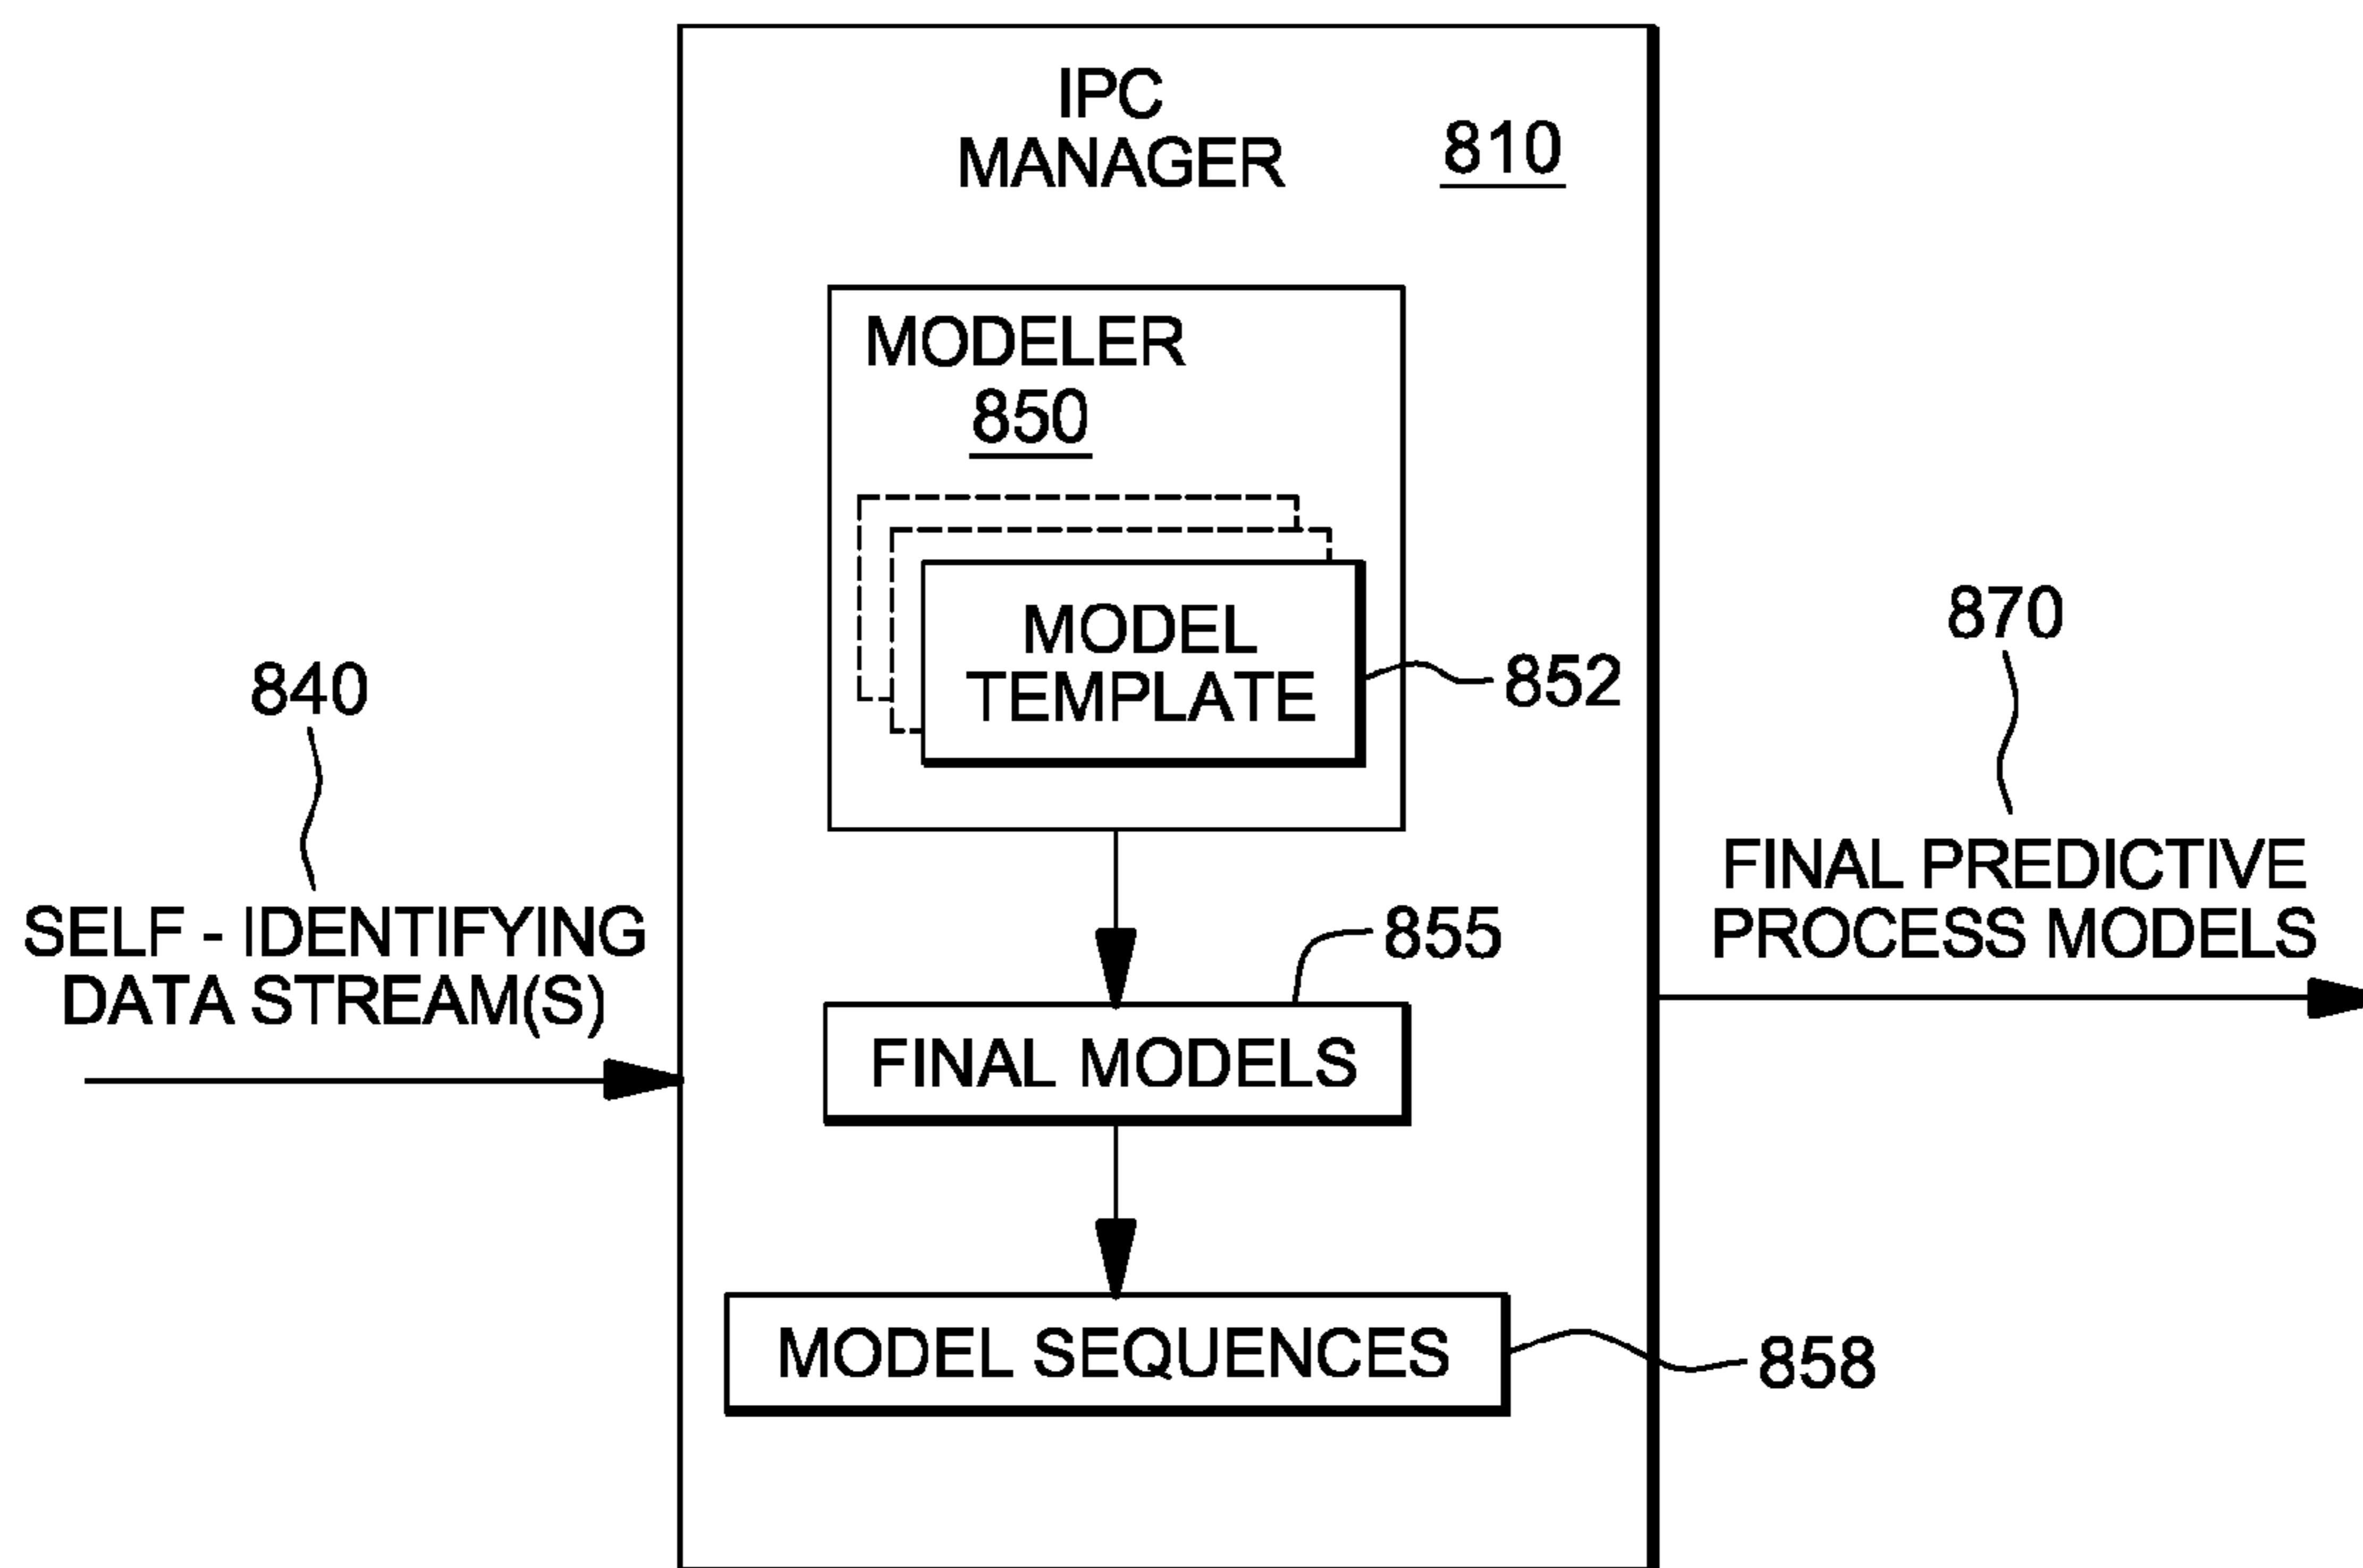 IPC
MANAGER
810
MODELER
850
MODEL
TEMPLATE
852
840
SELF - IDENTIFYING
DATA STREAM(S)
870
FINAL PREDICTIVE
PROCESS MODELS
855
FINAL MODELS
MODEL SEQUENCES
858